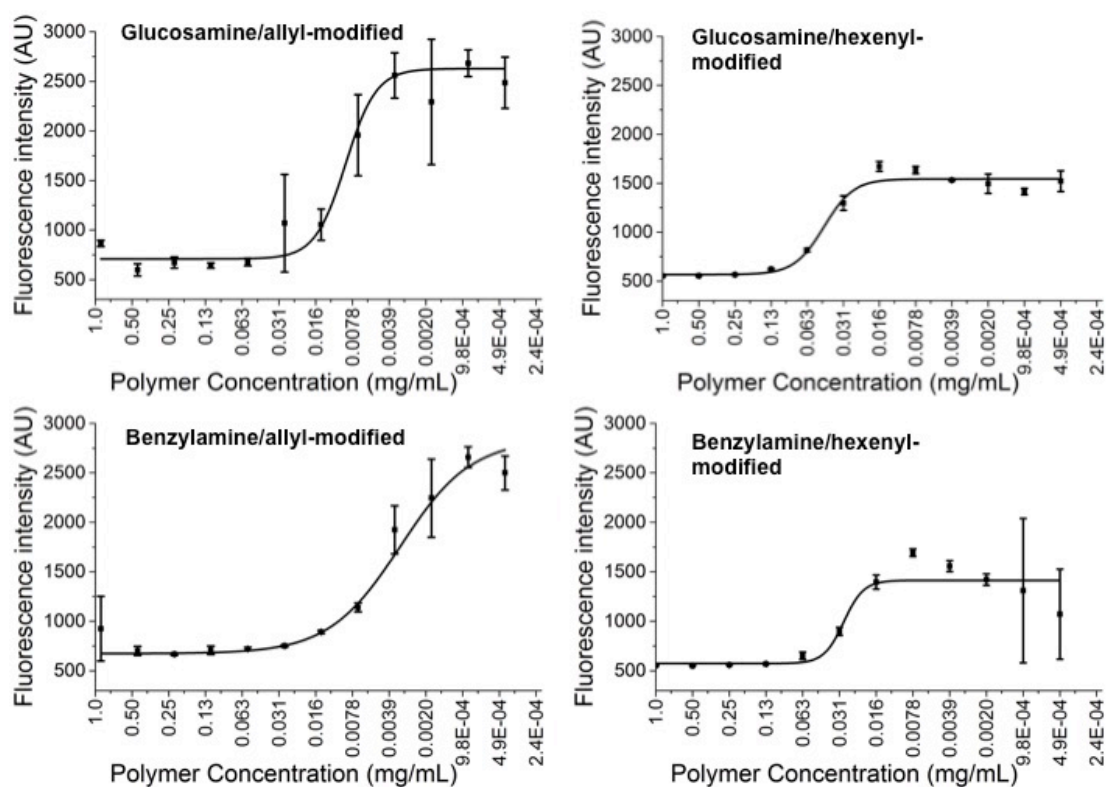 Glucosamine/allyl-modified
Fluorescence intensity (AU)
3000
2500
2000
1500
1000
500
1.0
0.50
0.25
0.13
0.063
0.031
0.016
0.0078
0.0039
0.0020
9.8E-04
4.9E-04
2.4E-04
Polymer Concentration (mg/mL)
Glucosamine/hexenyl-
modified
Fluorescence intensity (AU)
3000
2500
2000
1500
1000
500
1.0
0.50
0.25
0.13
0.063
0.031
0.016
0.0078
0.0039
0.0020
9.8E-04
4.9E-04
2.4E-04
Polymer Concentration (mg/mL)
Benzylamine/allyl-modified
Fluorescence intensity (AU)
3000
2500
2000
1500
1000
500
1.0
0.50
0.25
0.13
0.063
0.031
0.016
0.0078
0.0039
0.0020
9.8E-04
4.9E-04
2.4E-04
Polymer Concentration (mg/mL)
Benzylamine/hexenyl-
modified
Fluorescence intensity (AU)
3000
2500
2000
1500
1000
500
1.0
0.50
0.25
0.13
0.063
0.031
0.016
0.0078
0.0039
0.0020
9.8E-04
4.9E-04
2.4E-04
Polymer Concentration (mg/mL)